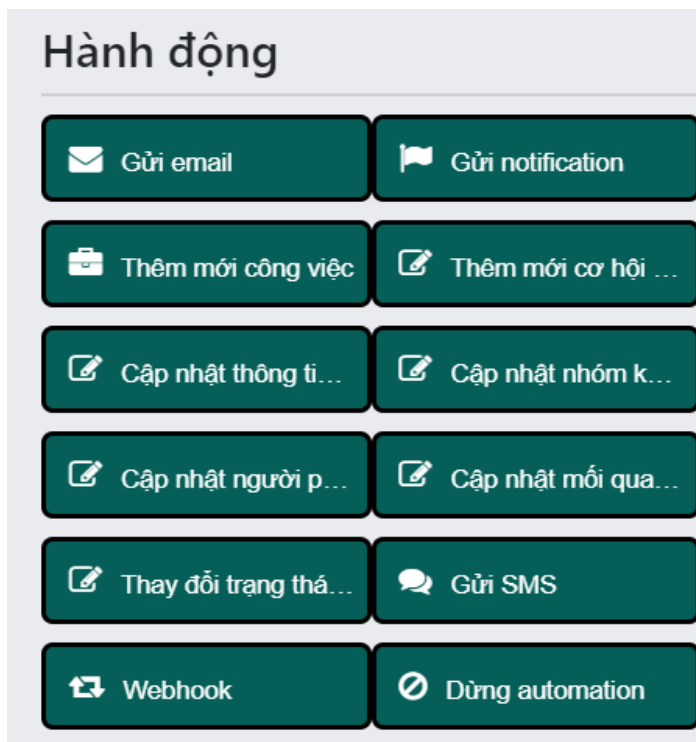 Hành động
Gửi email
Gửi notification
Thêm mới công việc
Thêm mới cơ hội ...
Cập nhật thông ti...
Cập nhật nhóm k...
Cập nhật người p...
Cập nhật mối qua...
Thay đổi trạng thá...
Gửi SMS
Webhook
Dừng automation